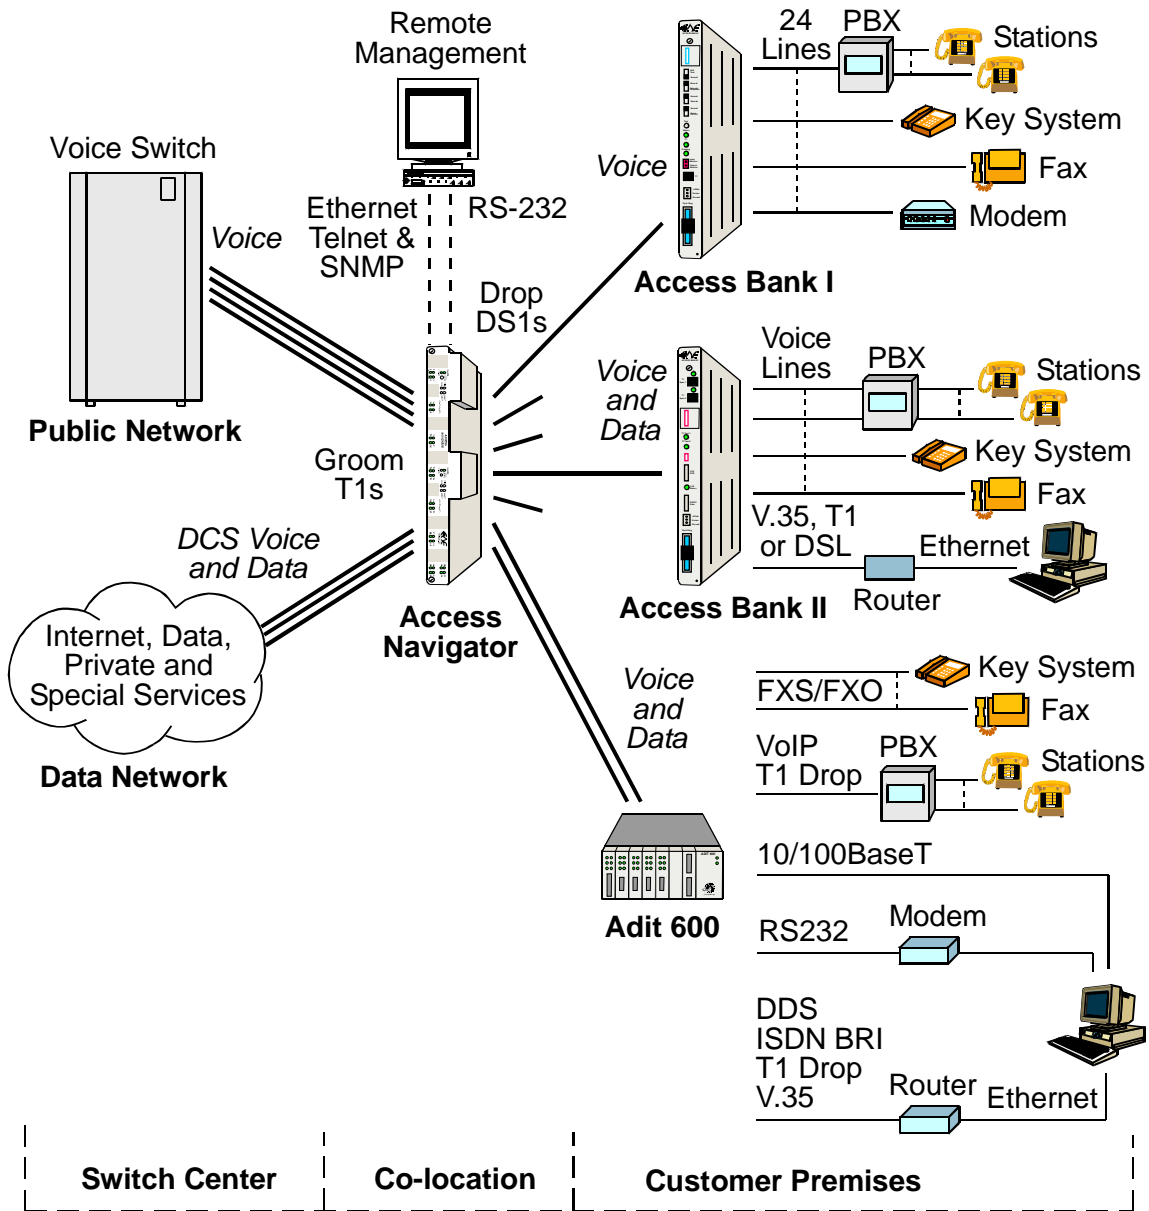 Remote
Management
Voice Switch
Voice
Ethernet
Telnet &
SNMP
RS-232
Drop
DS1s
Public Network
Groom
T1s
DCS Voice
and Data
Internet, Data,
Private and
Special Services
Data Network
Access
Navigator
Voice
24
Lines
PBX
Stations
Key System
Fax
Modem
Access Bank I
Voice
and
Data
Voice
Lines
PBX
Stations
Key System
Fax
V.35, T1
or DSL
Ethernet
Router
Access Bank II
Voice
and
Data
Key System
FXS/FXO
Fax
VoIP
T1 Drop
PBX
Stations
10/100BaseT
Adit 600
RS232
Modem
DDS
ISDN BRI
T1 Drop
V.35
Router
Ethernet
Switch Center
Co-location
Customer Premises